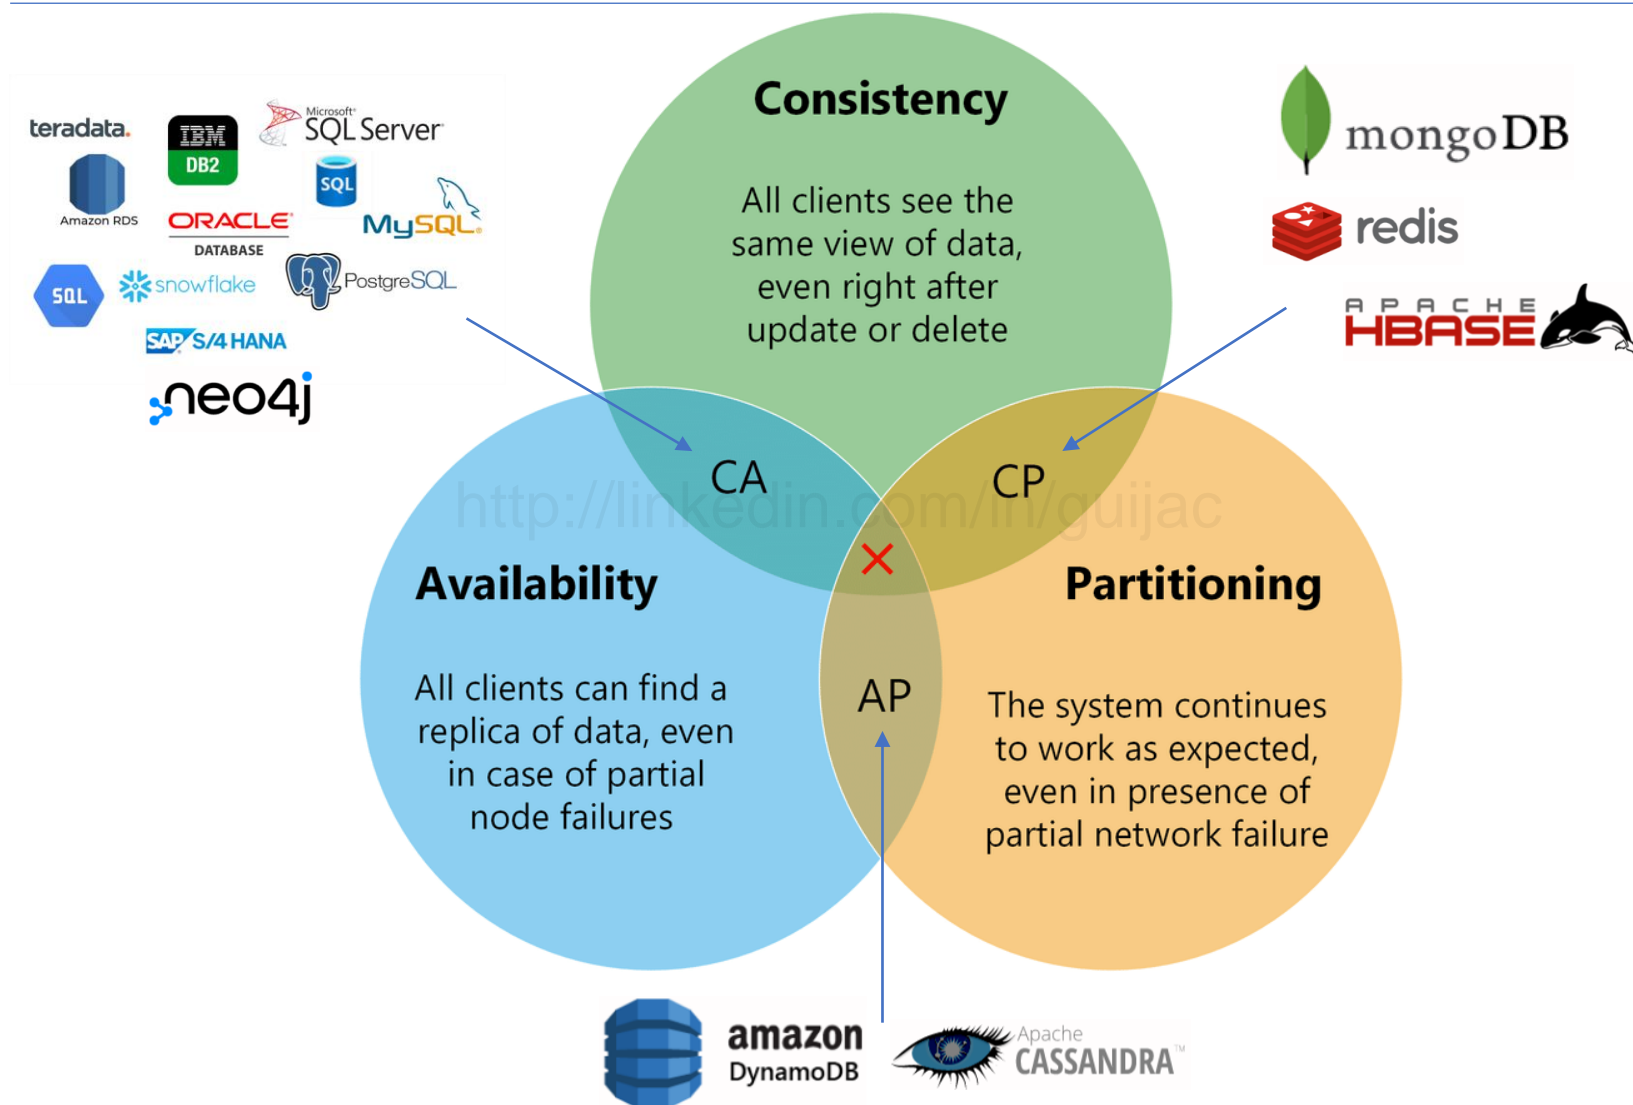 Consistency
All clients see the
same view of data,
even right after
update or delete
teradata.
IBM
DB2
Microsoft®
SQL Server
Amazon RDS
SQL
ORACLE®
DATABASE
MySQL®
SQL
snowflake
PostgreSQL
SAP S/4 HANA
neo4j
mongoDB
redis
APACHE
HBASE
CA
CP
http://linkedin.com/in/guijac
Availability
All clients can find a
replica of data, even
in case of partial
node failures
AP
Partitioning
The system continues
to work as expected,
even in presence of
partial network failure
amazon
DynamoDB
Apache
CASSANDRA™